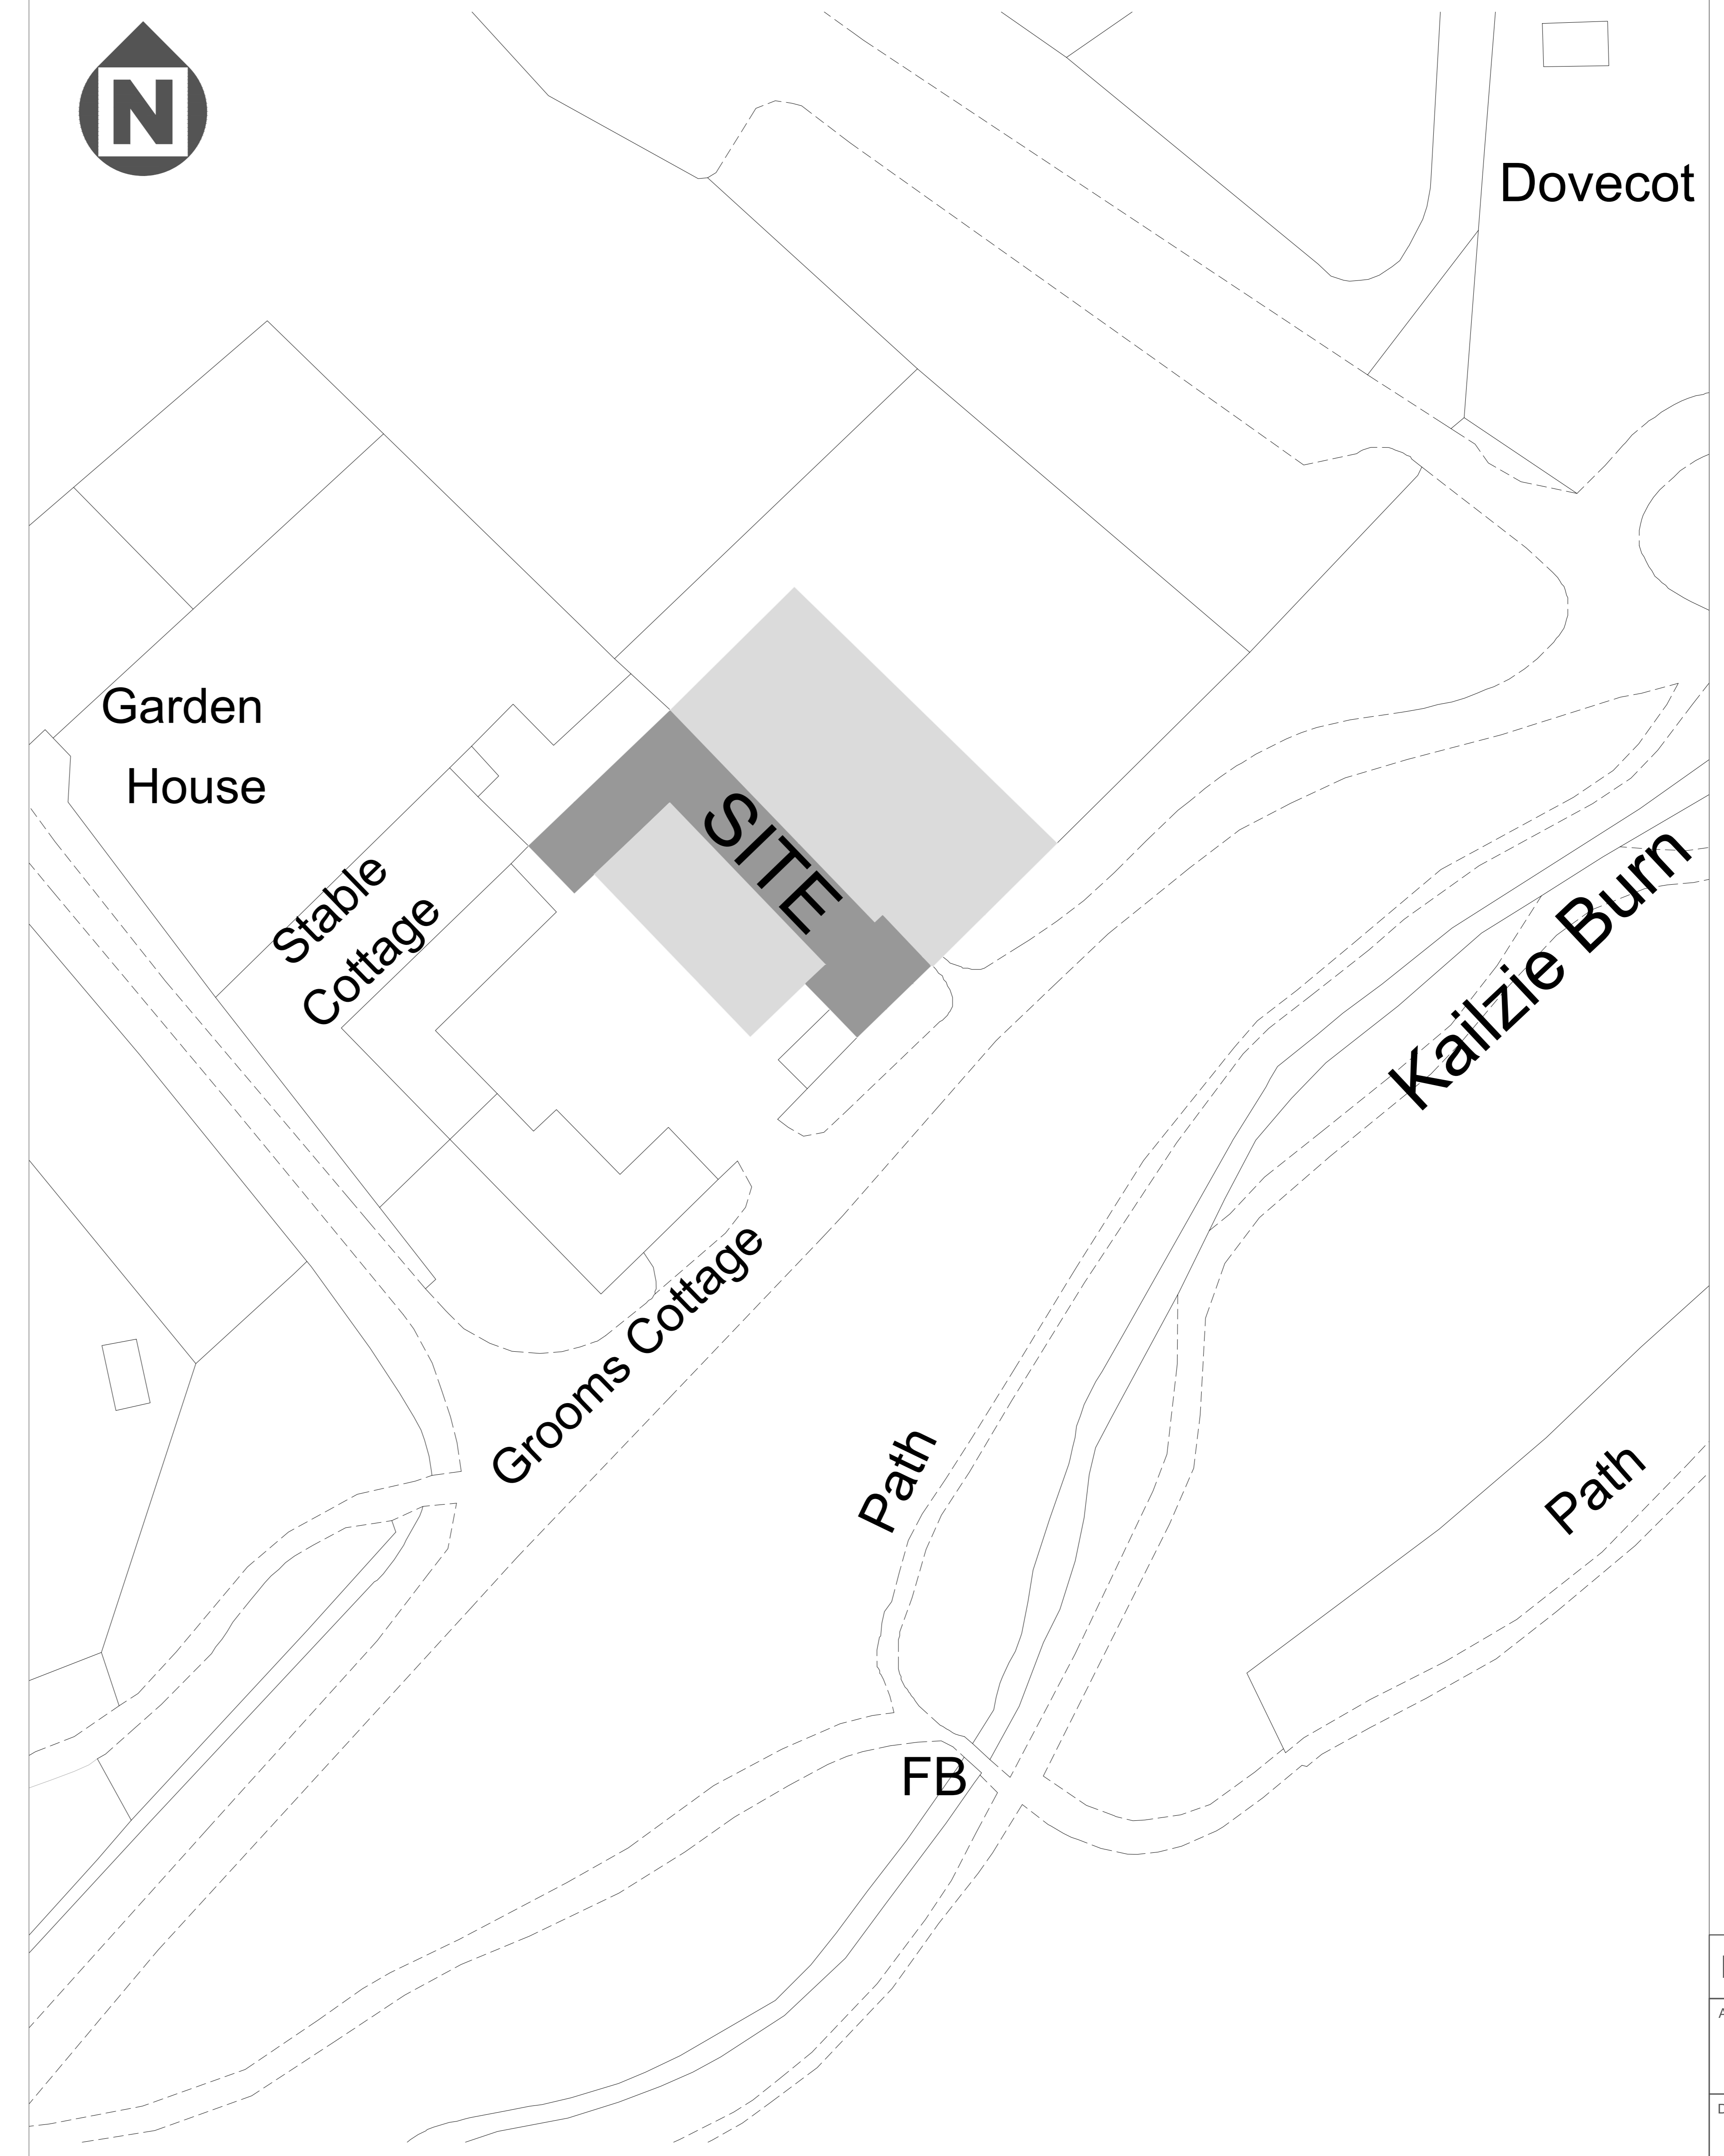 N
Dovecot
Garden
House
SITE
Stable
Cottage
Kailzie Burn
Grooms Cottage
Path
Path
FB